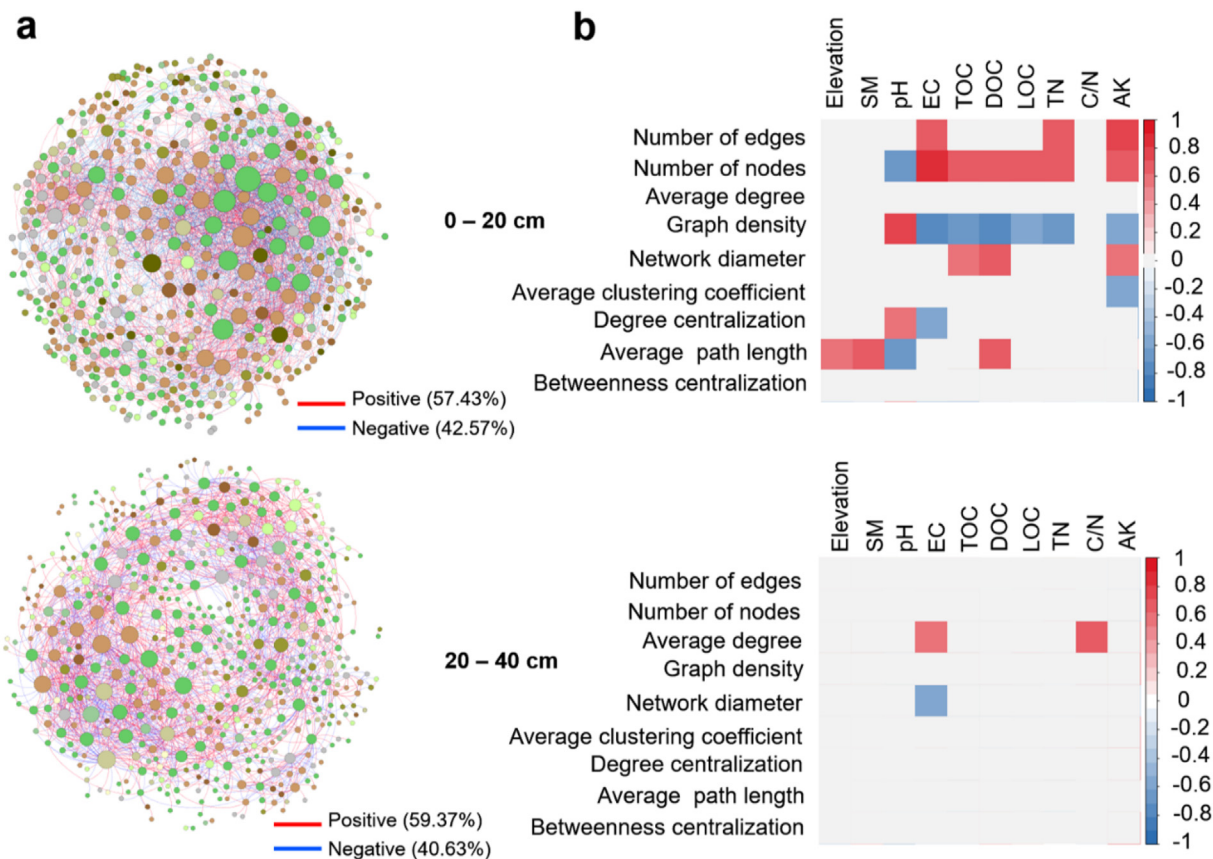 a
b
Elevation
SM
pH
EC
TOC
DOC
LOC
TN
C/N
AK
Number of edges
Number of nodes
Average degree
Graph density
Network diameter
Average clustering coefficient
Degree centralization
Average path length
Betweenness centralization
1
0.8
0.6
0.4
0.2
0
-0.2
-0.4
-0.6
-0.8
-1
0 – 20 cm
Positive (57.43%)
Negative (42.57%)
Elevation
SM
pH
EC
TOC
DOC
LOC
TN
C/N
AK
Number of edges
Number of nodes
Average degree
Graph density
Network diameter
Average clustering coefficient
Degree centralization
Average path length
Betweenness centralization
1
0.8
0.6
0.4
0.2
0
-0.2
-0.4
-0.6
-0.8
-1
20 – 40 cm
Positive (59.37%)
Negative (40.63%)